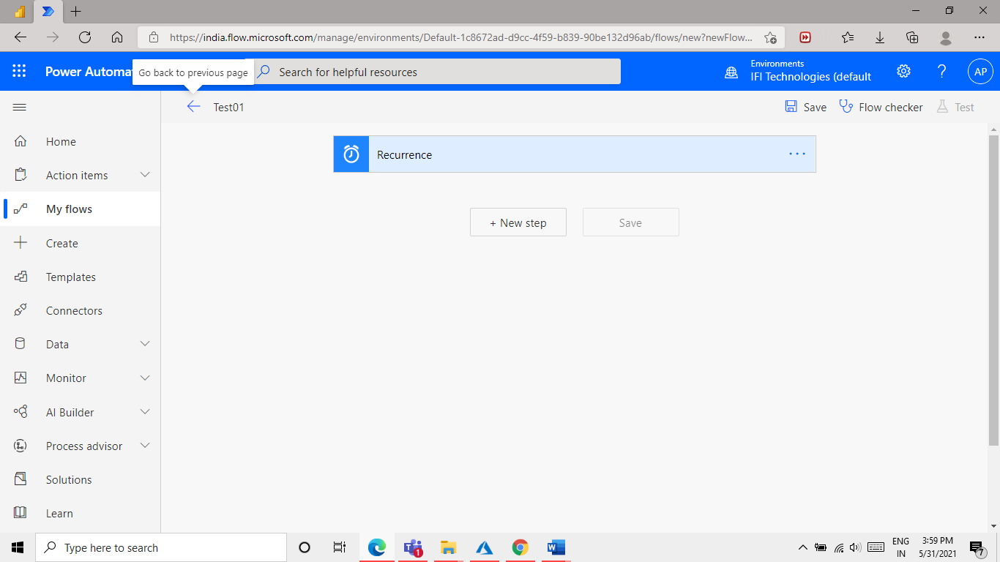 https://india.flow.microsoft.com/manage/environments/Default-1c8672ad-d9cc-4f59-b839-90be132d96ab/flows/new?newFlow...
Power Automa
Go back to previous page
Search for helpful resources
Environments
IFI Technologies (default
?
AP
Test01
Save
Flow checker
Test
Home
Action items
My flows
Create
Templates
Connectors
Data
Monitor
AI Builder
Process advisor
Solutions
Learn
Recurrence
+ New step
Save
Type here to search
1
ENG
IN
3:59 PM
5/31/2021
7